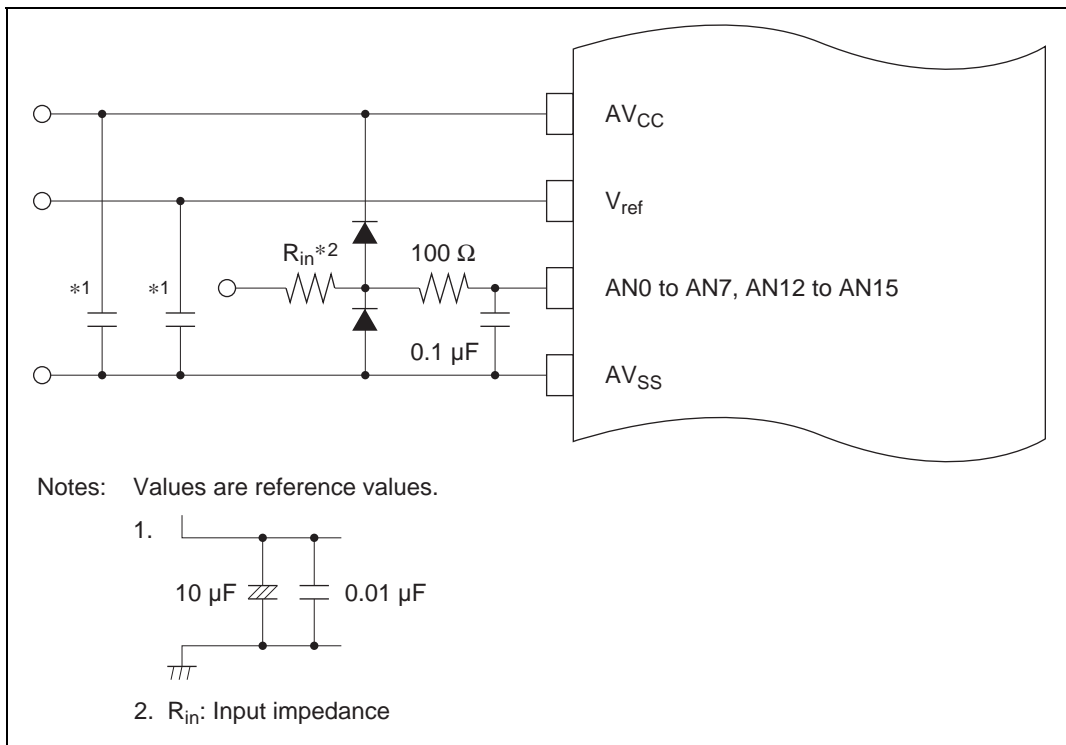 AVCC
Vref
Rin*2 100 Ω
*1 *1 AN0 to AN7, AN12 to AN15
0.1 µF
AVSS
Notes: Values are reference values.
1.
10 µF 0.01 µF
2. Rin: Input impedance